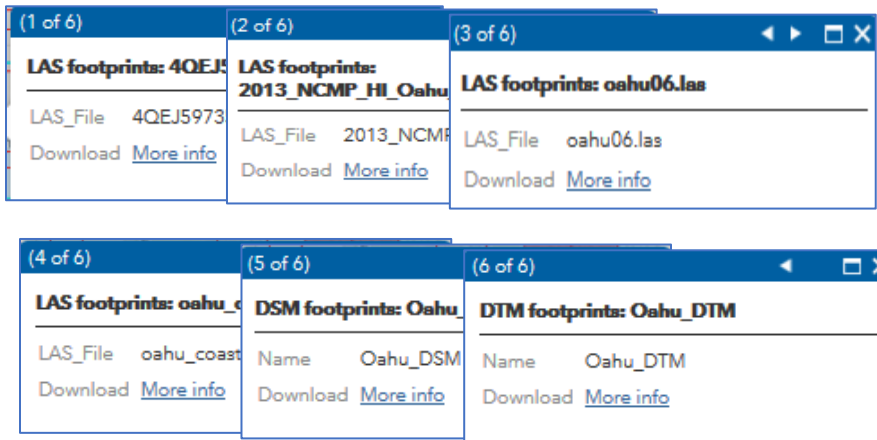 (1 of 6)
LAS footprints: 4QEJ5
LAS_File 4QEJ5973
Download More info
(2 of 6)
LAS footprints:
2013_NCMP_HI_Oahu_
LAS_File 2013_NCMP
Download More info
(3 of 6)
LAS footprints: oahu06.las
LAS_File oahu06.las
Download More info
(4 of 6)
LAS footprints: oahu_c
LAS_File oahu_coast
Download More info
(5 of 6)
DSM footprints: Oahu_
Name Oahu_DSM
Download More info
(6 of 6)
DTM footprints: Oahu_DTM
Name Oahu_DTM
Download More info